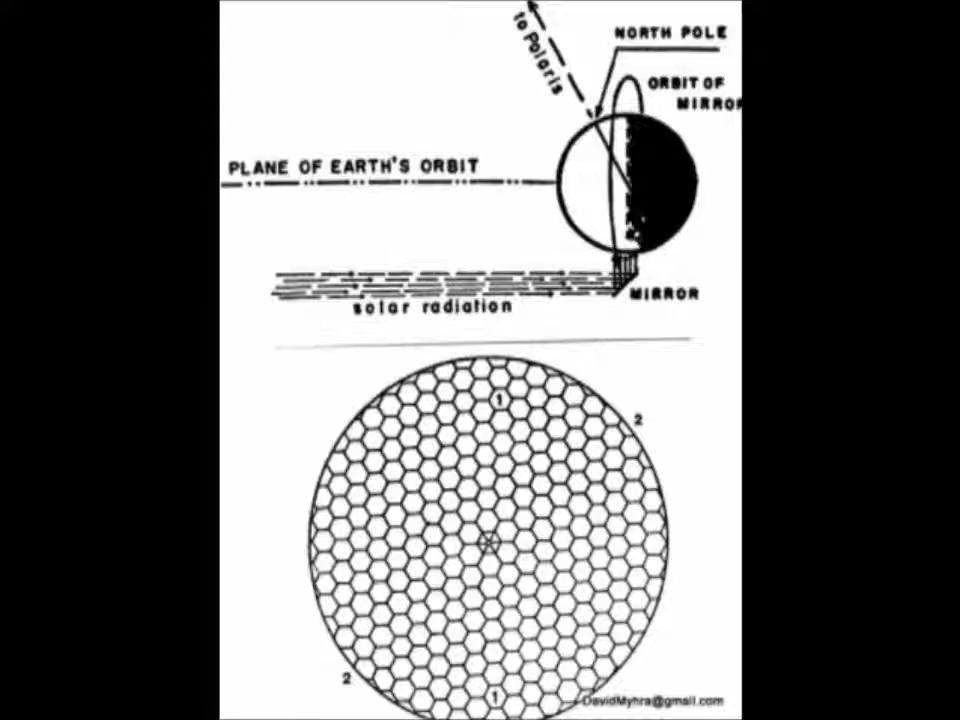 to Polaris
NORTH POLE
ORBIT OF
MIRROR
PLANE OF EARTH'S ORBIT
solar radiation
MIRROR
1
2
2
1
DavidMyhra@gmail.com